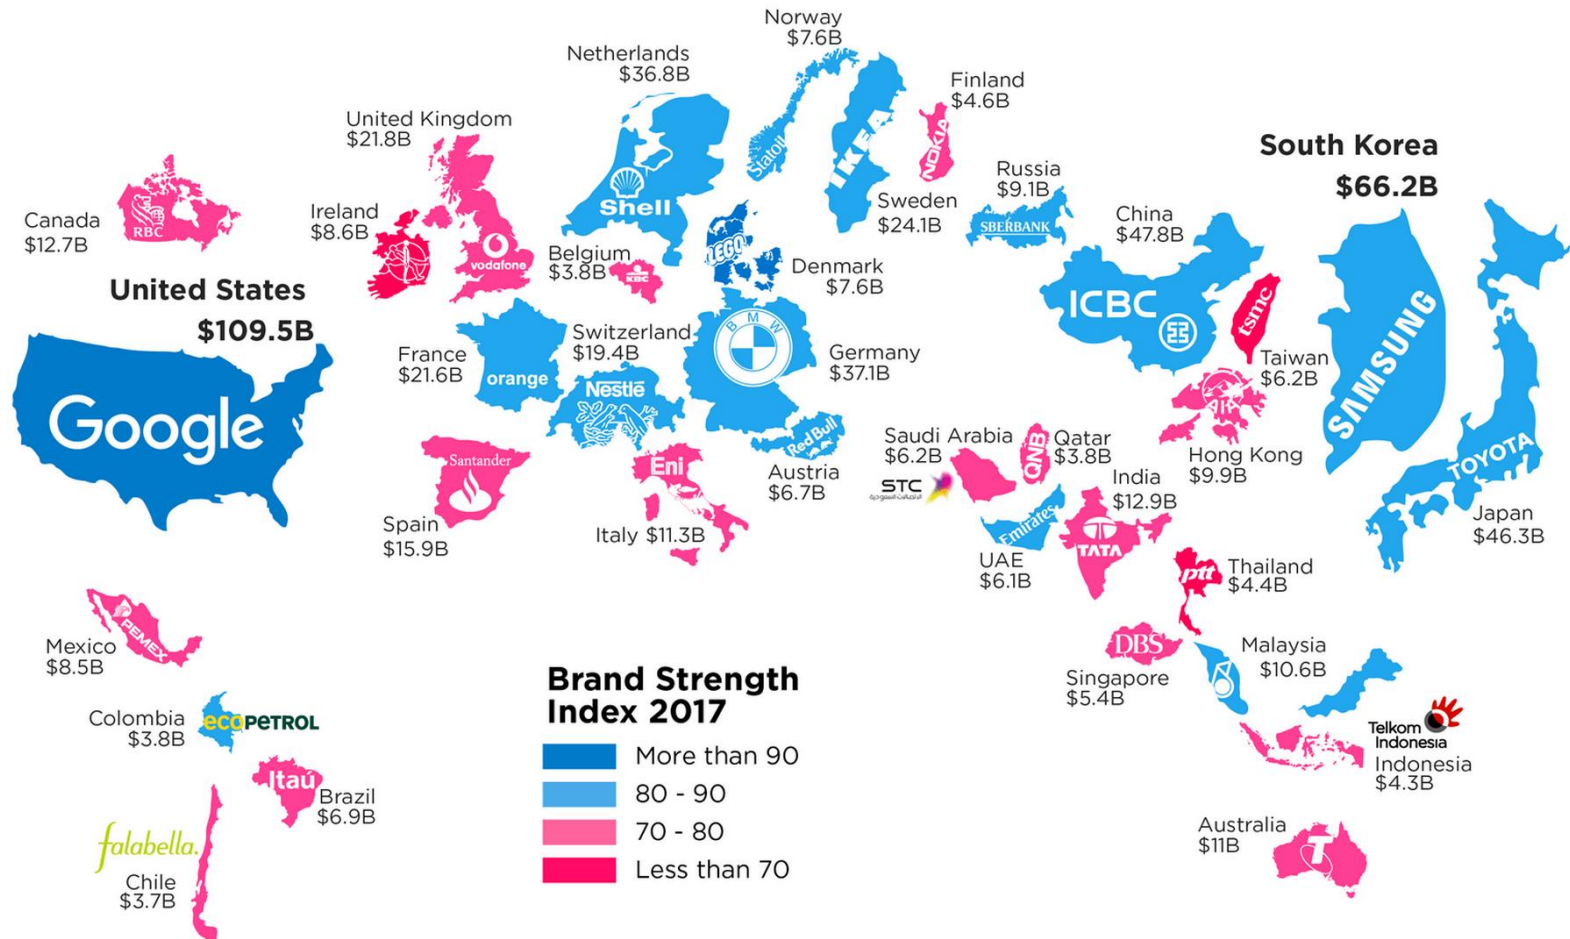 Norway
$7.6B
Statoil
Netherlands
$36.8B
Shell
Finland
$4.6B
NOKIA
United Kingdom
$21.8B
vodafone
IKEA
Sweden
$24.1B
South Korea
$66.2B
SAMSUNG
Russia
$9.1B
SBERBANK
China
$47.8B
ICBC
Canada
$12.7B
RBC
Ireland
$8.6B
Belgium
$3.8B
KBC
LEGO
Denmark
$7.6B
United States
$109.5B
Google
France
$21.6B
orange
Switzerland
$19.4B
Nestlé
BMW
Germany
$37.1B
tsmc
Taiwan
$6.2B
AIA
Hong Kong
$9.9B
TOYOTA
Japan
$46.3B
Spain
$15.9B
Santander
Eni
Italy $11.3B
Red Bull
Austria
$6.7B
Saudi Arabia
$6.2B
STC
الاتصالات السعودية
QNB
Qatar
$3.8B
India
$12.9B
TATA
Emirates
UAE
$6.1B
ptt
Thailand
$4.4B
Mexico
$8.5B
PEMEX
DBS
Singapore
$5.4B
Malaysia
$10.6B
Colombia
$3.8B
ecoPETROL
Telkom
Indonesia
Indonesia
$4.3B
Itaú
Brazil
$6.9B
falabella.
Chile
$3.7B
Australia
$11B
T
Brand Strength
Index 2017
More than 90
80 - 90
70 - 80
Less than 70